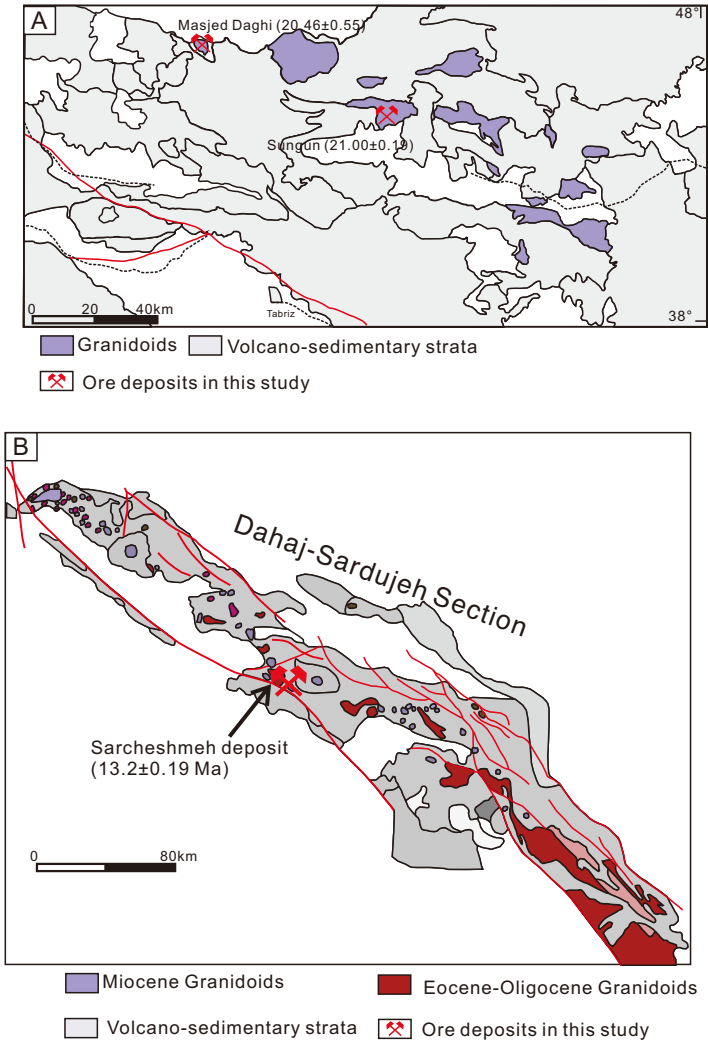 A
48°
Masjed Daghi (20.46±0.55)
Sungun (21.00±0.19)
0 20 40km
Tabriz
38°
Granidoids Volcano-sedimentary strata
Ore deposits in this study
B
Dahaj-Sardujeh Section
Sarcheshmeh deposit
(13.2±0.19 Ma)
0 80km
Miocene Granidoids Eocene-Oligocene Granidoids
Volcano-sedimentary strata Ore deposits in this study